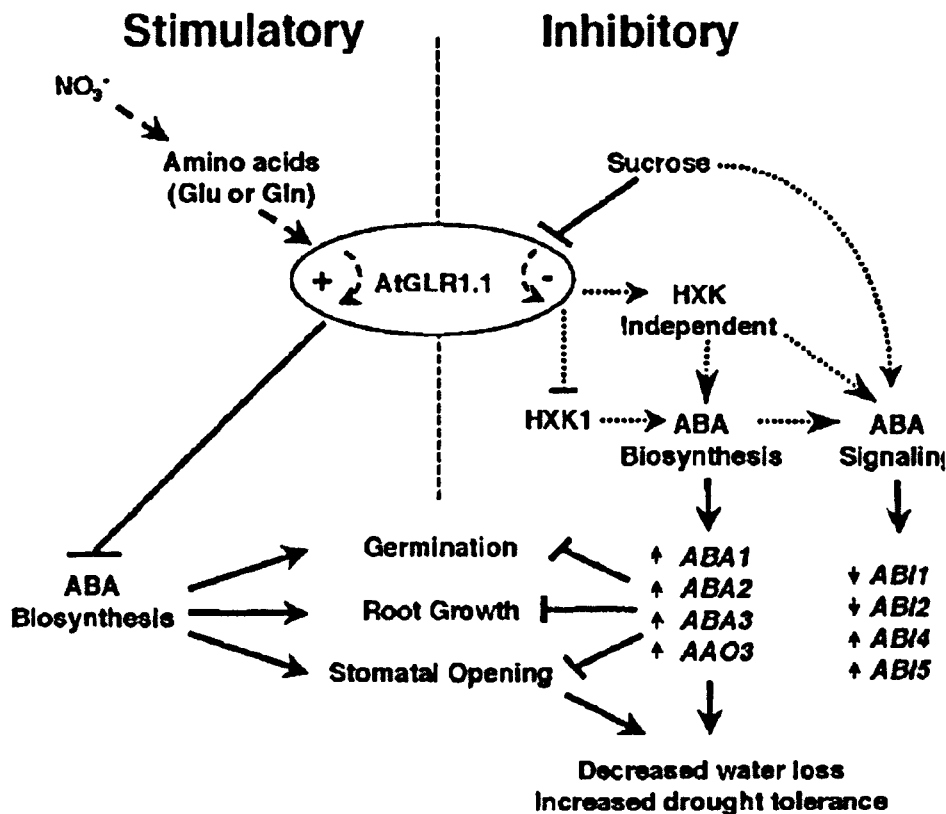 Stimulatory
Inhibitory
NO₃⁻
Amino acids
(Glu or Gln)
Sucrose
+
AtGLR1.1
-
HXK
Independent
HXK1
ABA
Biosynthesis
ABA
Signaling
Germination
Root Growth
Stomatal Opening
ABA
Biosynthesis
ABA1
ABA2
ABA3
AAO3
ABI1
ABI2
ABI4
ABI5
Decreased water loss
Increased drought tolerance